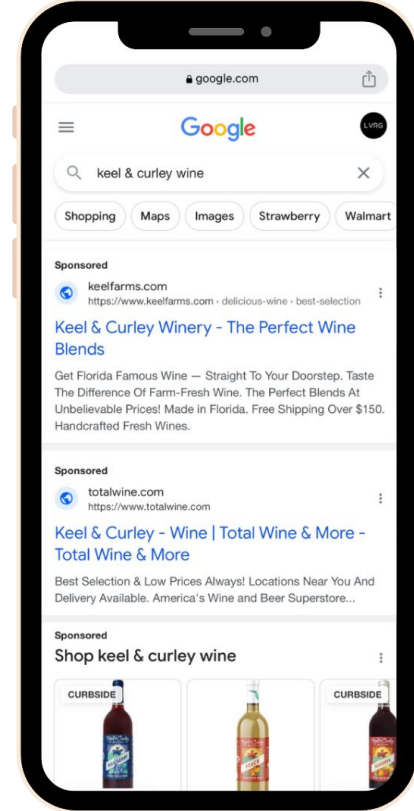 google.com
Google
LVRG
keel & curley wine
Shopping
Maps
Images
Strawberry
Walmart
Sponsored
keelfarms.com
https://www.keelfarms.com › delicious-wine › best-selection
Keel & Curley Winery - The Perfect Wine
Blends
Get Florida Famous Wine — Straight To Your Doorstep. Taste
The Difference Of Farm-Fresh Wine. The Perfect Blends At
Unbelievable Prices! Made in Florida. Free Shipping Over $150.
Handcrafted Fresh Wines.
Sponsored
totalwine.com
https://www.totalwine.com
Keel & Curley - Wine | Total Wine & More -
Total Wine & More
Best Selection & Low Prices Always! Locations Near You And
Delivery Available. America's Wine and Beer Superstore...
Sponsored
Shop keel & curley wine
CURBSIDE
CURBSIDE